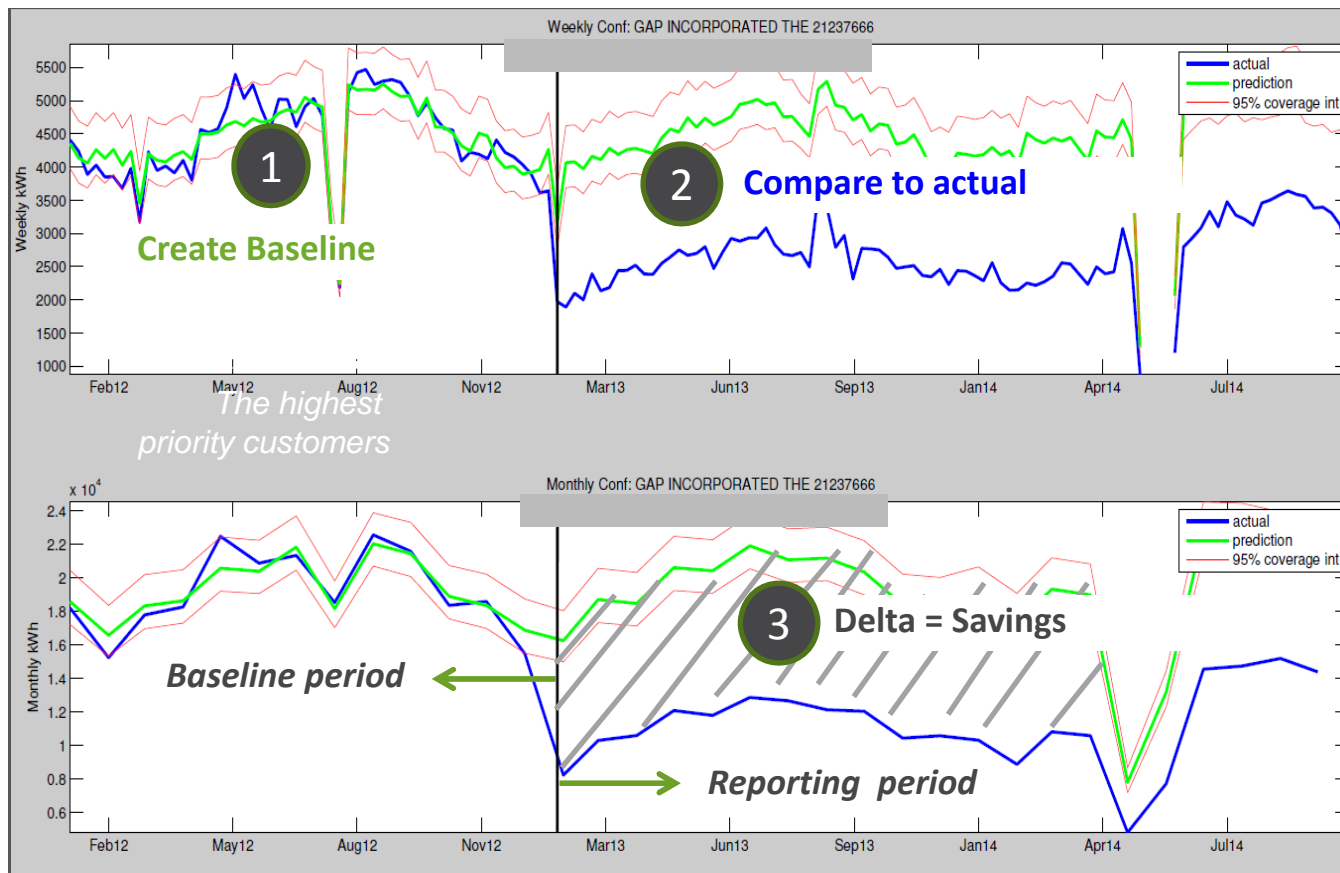 Weekly Conf: GAP INCORPORATED THE 21237666
5500
5000
4500
4000
3500
3000
2500
2000
1500
1000
Weekly kWh
actual
prediction
95% coverage int
1
Create Baseline
2
Compare to actual
Feb12 May12 Aug12 Nov12 Mar13 Jun13 Sep13 Jan14 Apr14 Jul14
The highest
priority customers
Monthly Conf: GAP INCORPORATED THE 21237666
x 10^4
2.4
2.2
2
1.8
1.6
1.4
1.2
1
0.8
0.6
Monthly kWh
actual
prediction
95% coverage int
3
Delta = Savings
Baseline period
Reporting period
Feb12 May12 Aug12 Nov12 Mar13 Jun13 Sep13 Jan14 Apr14 Jul14